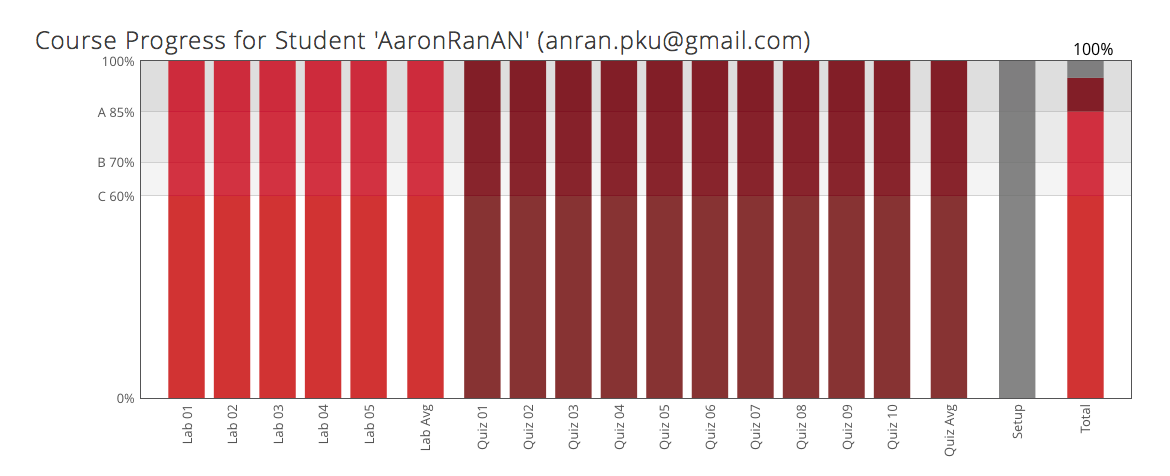 Course Progress for Student 'AaronRanAN' (anran.pku@gmail.com)
100%
100%
A 85%
B 70%
C 60%
0%
Lab 01
Lab 02
Lab 03
Lab 04
Lab 05
Lab Avg
Quiz 01
Quiz 02
Quiz 03
Quiz 04
Quiz 05
Quiz 06
Quiz 07
Quiz 08
Quiz 09
Quiz 10
Quiz Avg
Setup
Total